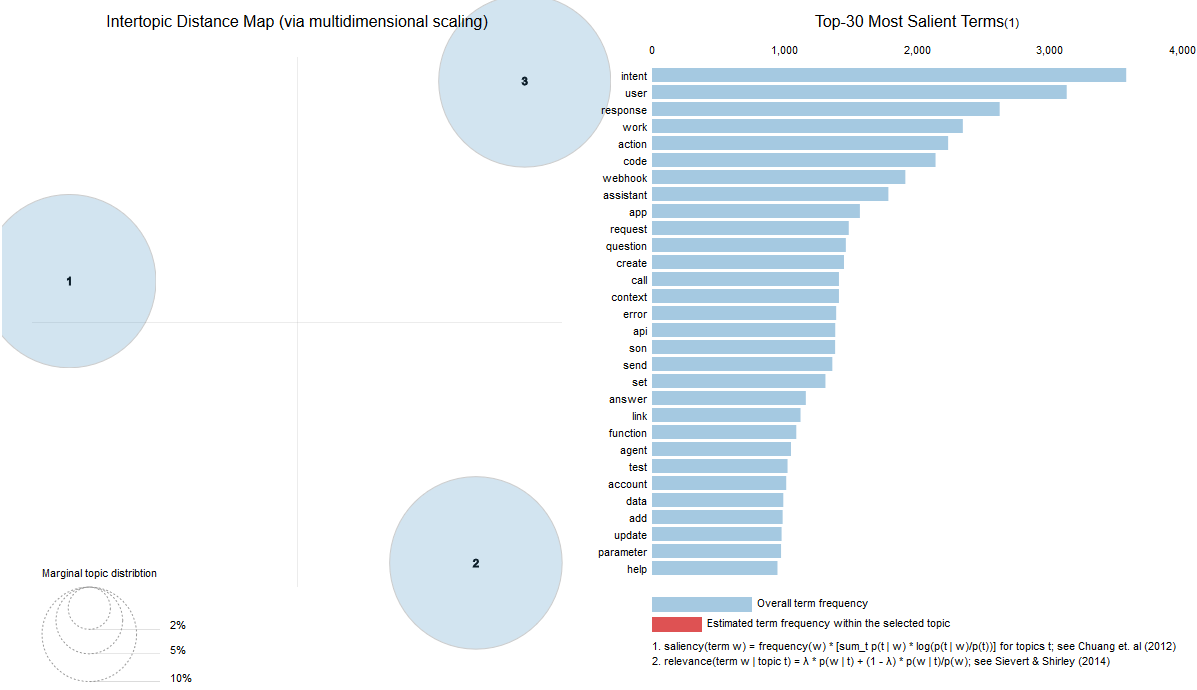 Intertopic Distance Map (via multidimensional scaling)
3
1
2
Marginal topic distribtion
2%
5%
10%
Top-30 Most Salient Terms(1)
0 1,000 2,000 3,000 4,000
intent
user
response
work
action
code
webhook
assistant
app
request
question
create
call
context
error
api
son
send
set
answer
link
function
agent
test
account
data
add
update
parameter
help
Overall term frequency
Estimated term frequency within the selected topic
1. saliency(term w) = frequency(w) * [sum_t p(t | w) * log(p(t | w)/p(t))] for topics t; see Chuang et. al (2012)
2. relevance(term w | topic t) = λ * p(w | t) + (1 - λ) * p(w | t)/p(w); see Sievert & Shirley (2014)